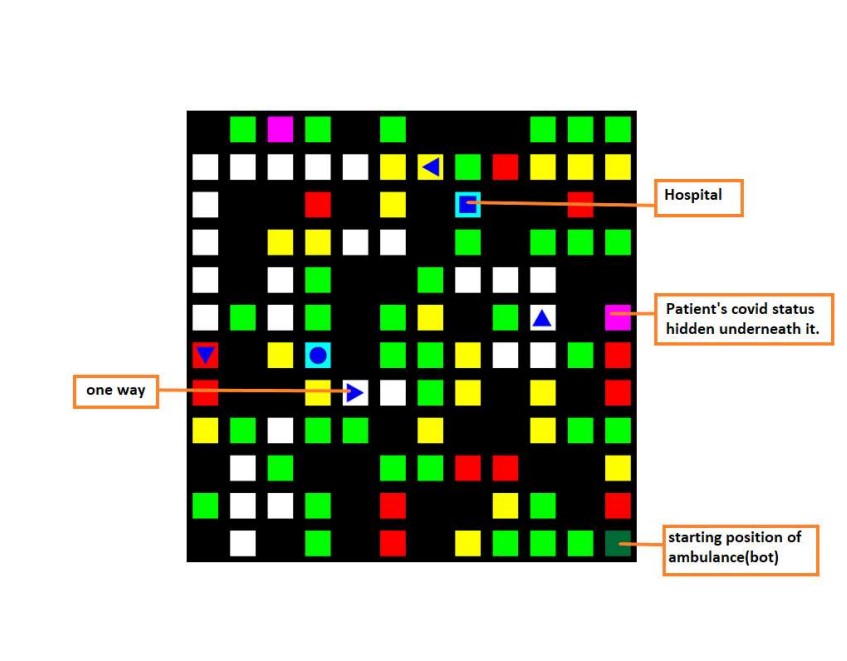 Hospital
Patient's covid status
hidden underneath it.
one way
starting position of
ambulance(bot)